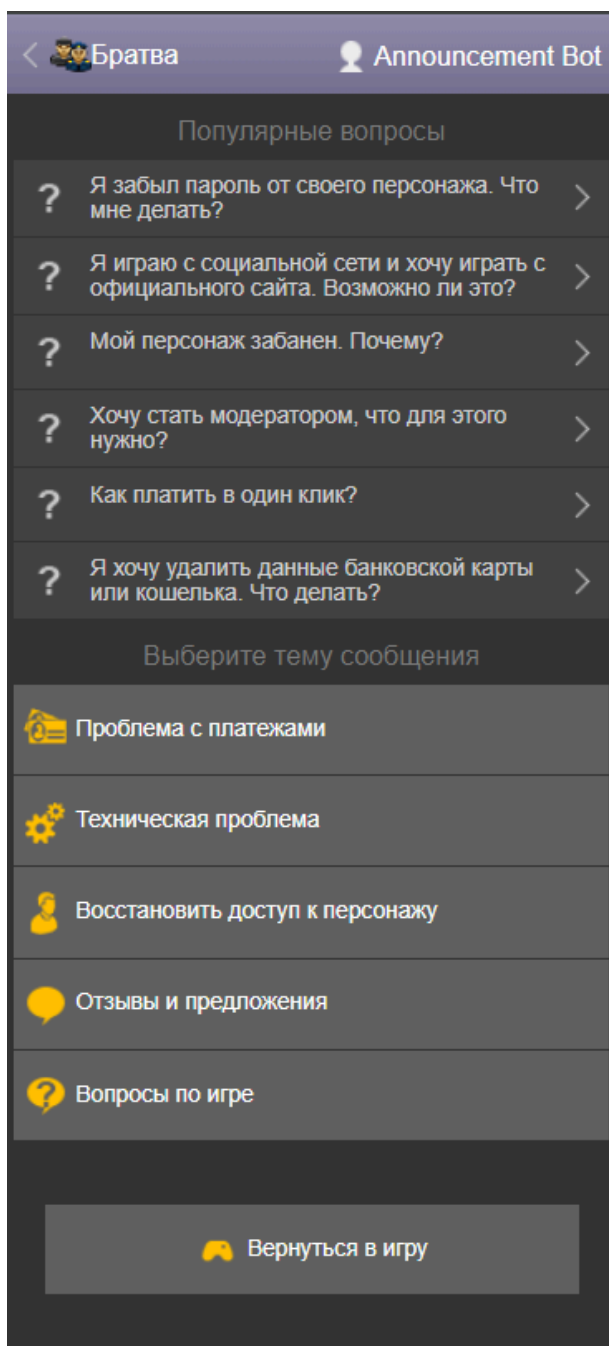 Братва Announcement Bot
Популярные вопросы
Я забыл пароль от своего персонажа. Что
мне делать?
Я играю с социальной сети и хочу играть с
официального сайта. Возможно ли это?
Мой персонаж забанен. Почему?
Хочу стать модератором, что для этого
нужно?
Как платить в один клик?
Я хочу удалить данные банковской карты
или кошелька. Что делать?
Выберите тему сообщения
Проблема с платежами
Техническая проблема
Восстановить доступ к персонажу
Отзывы и предложения
Вопросы по игре
Вернуться в игру